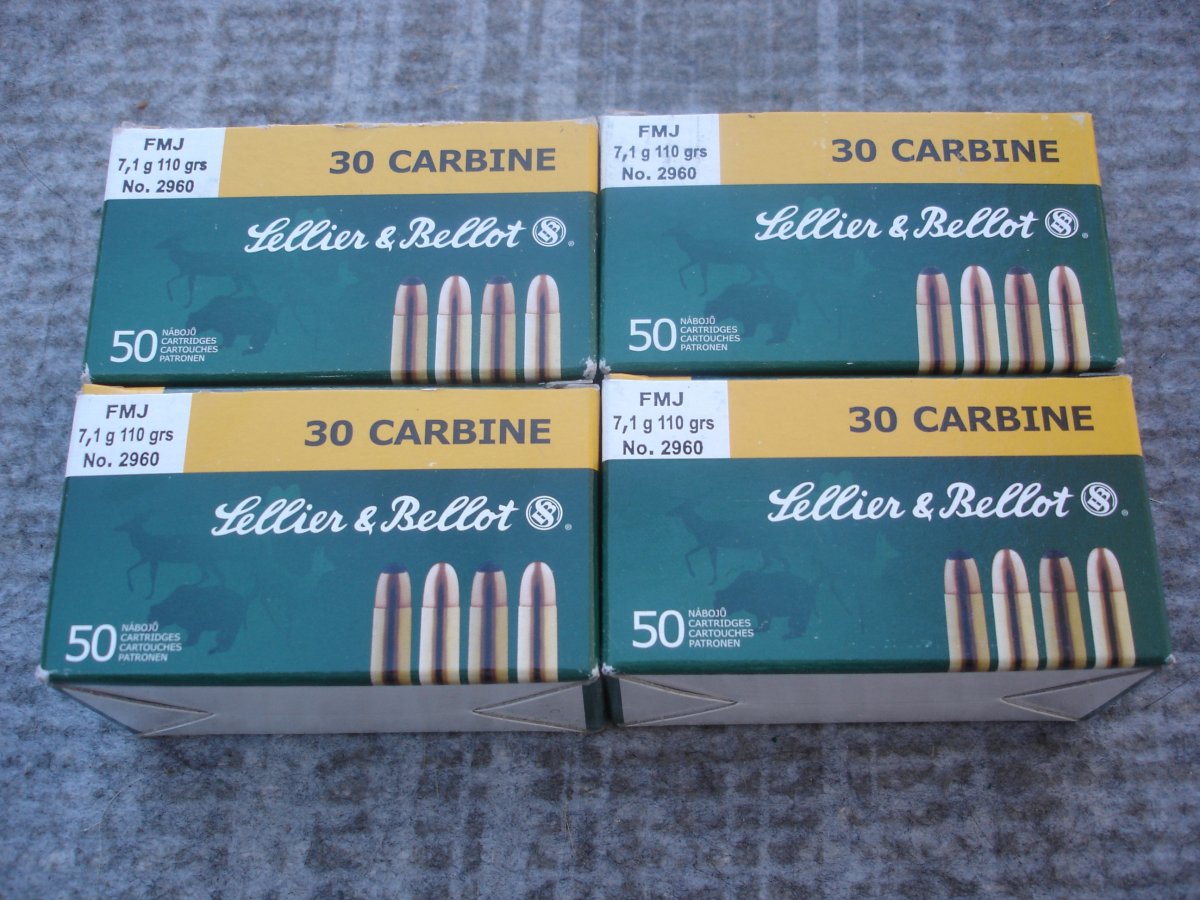 FMJ
7,1 g 110 grs
No. 2960
30 CARBINE
Lellier & Bellot
50 NÁBOJŮ
CARTRIDGES
CARTOUCHES
PATRONEN
FMJ
7,1 g 110 grs
No. 2960
30 CARBINE
Lellier & Bellot
50 NÁBOJŮ
CARTRIDGES
CARTOUCHES
PATRONEN
FMJ
7,1 g 110 grs
No. 2960
30 CARBINE
Sellier & Bellot
50 NÁBOJŮ
CARTRIDGES
CARTOUCHES
PATRONEN
FMJ
7,1 g 110 grs
No. 2960
30 CARBINE
Sellier & Bellot
50 NÁBOJŮ
CARTRIDGES
CARTOUCHES
PATRONEN